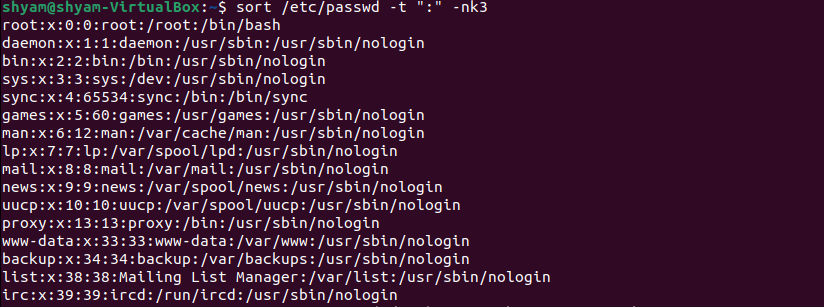 shyam@shyam-VirtualBox:~$ sort /etc/passwd -t ":" -nk3
root:x:0:0:root:/root:/bin/bash
daemon:x:1:1:daemon:/usr/sbin:/usr/sbin/nologin
bin:x:2:2:bin:/bin:/usr/sbin/nologin
sys:x:3:3:sys:/dev:/usr/sbin/nologin
sync:x:4:65534:sync:/bin:/bin/sync
games:x:5:60:games:/usr/games:/usr/sbin/nologin
man:x:6:12:man:/var/cache/man:/usr/sbin/nologin
lp:x:7:7:lp:/var/spool/lpd:/usr/sbin/nologin
mail:x:8:8:mail:/var/mail:/usr/sbin/nologin
news:x:9:9:news:/var/spool/news:/usr/sbin/nologin
uucp:x:10:10:uucp:/var/spool/uucp:/usr/sbin/nologin
proxy:x:13:13:proxy:/bin:/usr/sbin/nologin
www-data:x:33:33:www-data:/var/www:/usr/sbin/nologin
backup:x:34:34:backup:/var/backups:/usr/sbin/nologin
list:x:38:38:Mailing List Manager:/var/list:/usr/sbin/nologin
irc:x:39:39:ircd:/run/ircd:/usr/sbin/nologin